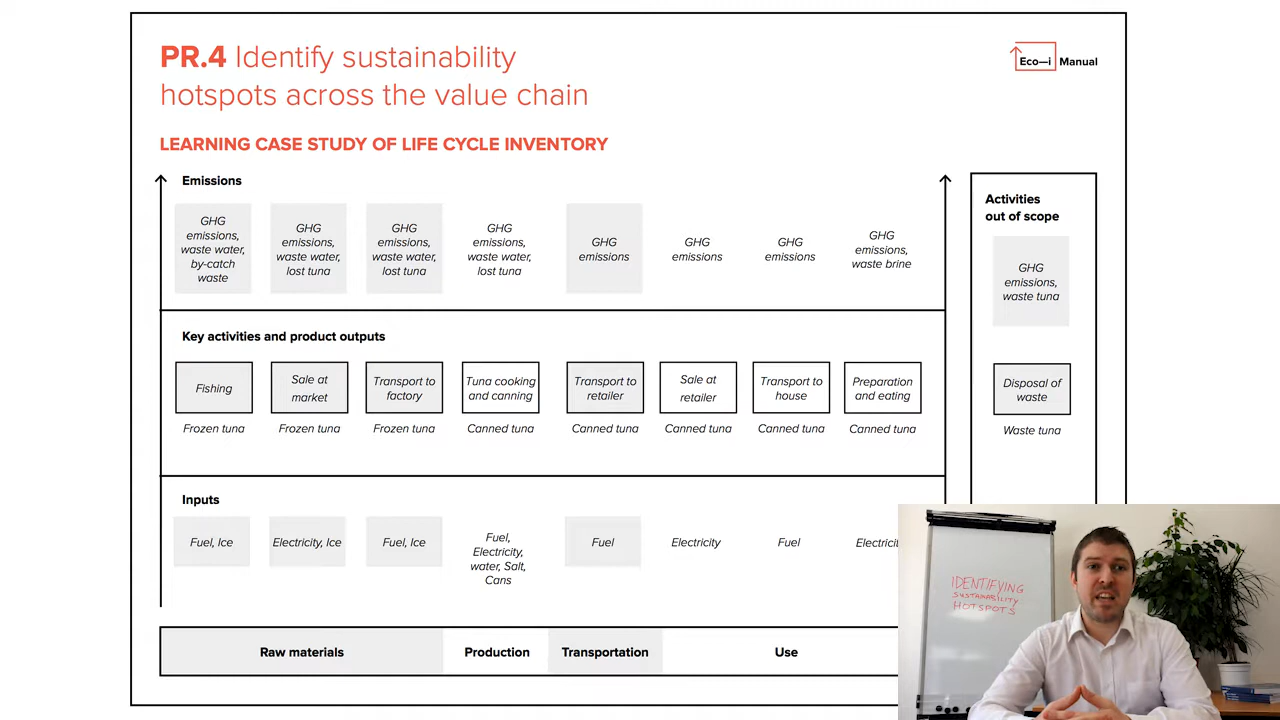 PR.4 Identify sustainability
hotspots across the value chain
Eco—i Manual
LEARNING CASE STUDY OF LIFE CYCLE INVENTORY
Emissions
GHG
emissions,
waste water,
by-catch
waste
GHG
emissions,
waste water,
lost tuna
GHG
emissions,
waste water,
lost tuna
GHG
emissions,
waste water,
lost tuna
GHG
emissions
GHG
emissions
GHG
emissions
GHG
emissions,
waste brine
Key activities and product outputs
Fishing
Sale at
market
Transport to
factory
Tuna cooking
and canning
Transport to
retailer
Sale at
retailer
Transport to
house
Preparation
and eating
Frozen tuna
Frozen tuna
Frozen tuna
Canned tuna
Canned tuna
Canned tuna
Canned tuna
Canned tuna
Inputs
Fuel, Ice
Electricity, Ice
Fuel, Ice
Fuel,
Electricity,
water, Salt,
Cans
Fuel
Electricity
Fuel
Raw materials
Production
Transportation
Use
Activities
out of scope
GHG
emissions,
waste tuna
Disposal of
waste
Waste tuna
IDENTIFYING
SUSTAINABILITY
HOTSPOTS